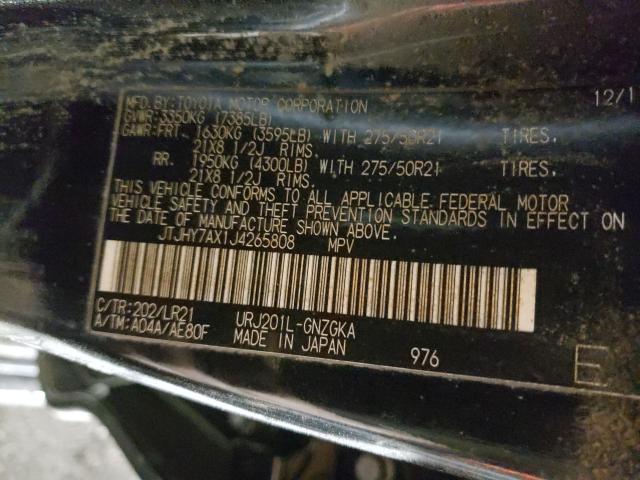 MFD. BY: TOYOTA MOTOR CORPORATION 12/1
GVWR: 3350KG (7385LB)
GAWR: FRT. 1630KG (3595LB) WITH 275/50R21 TIRES,
21X8 1/2J RIMS.
RR. 1950KG (4300LB) WITH 275/50R21 TIRES,
21X8 1/2J RIMS.
THIS VEHICLE CONFORMS TO ALL APPLICABLE FEDERAL MOTOR
VEHICLE SAFETY AND THEFT PREVENTION STANDARDS IN EFFECT ON
THE DATE OF MANUFACTURE SHOWN ABOVE.
JTJHY7AX1J4265808 MPV
C/TR: 202/LR21 URJ201L-GNZGKA
A/TM: A04A/AE80F MADE IN JAPAN 976
E